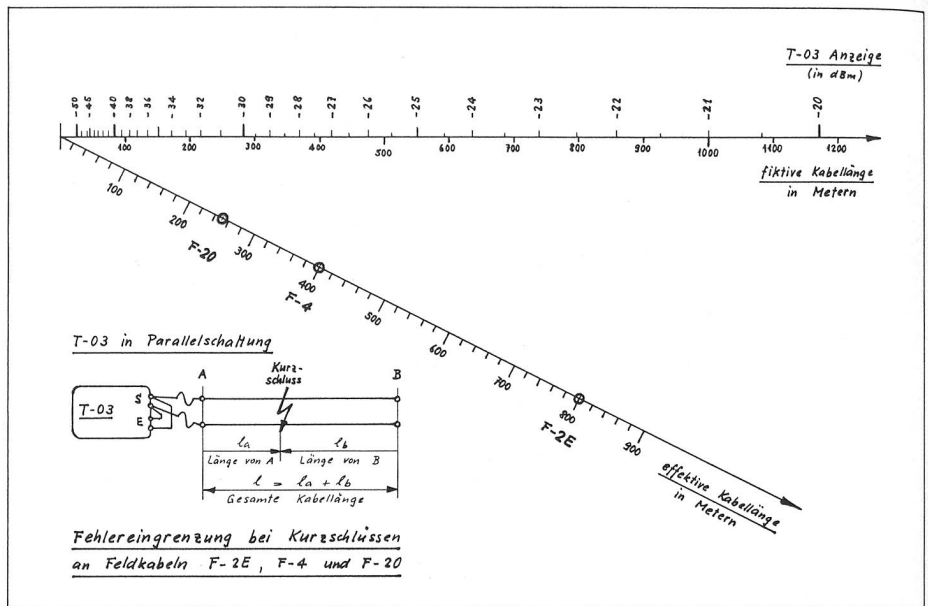 T-03 Anzeige
(in dBm)
-50 -45 -40 -38 -36 -34 -32 -30 -29 -28 -27 -26 -25 -24 -23 -22 -21 -20
100 200 300 400 500 600 700 800 900 1000 1100 1200
fiktive Kabellänge
in Metern
100
200
F-20
300
400
F-4
500
600
700
800
F-2E
900
effektive Kabellänge
in Metern
T-03 in Parallelschaltung
A
Kurz-
schluss
B
T-03
S
E
la
lb
Länge von A
Länge von B
l = la + lb
Gesamte Kabellänge
Fehlereingrenzung bei Kurzschlüssen
an Feldkabeln F-2E, F-4 und F-20